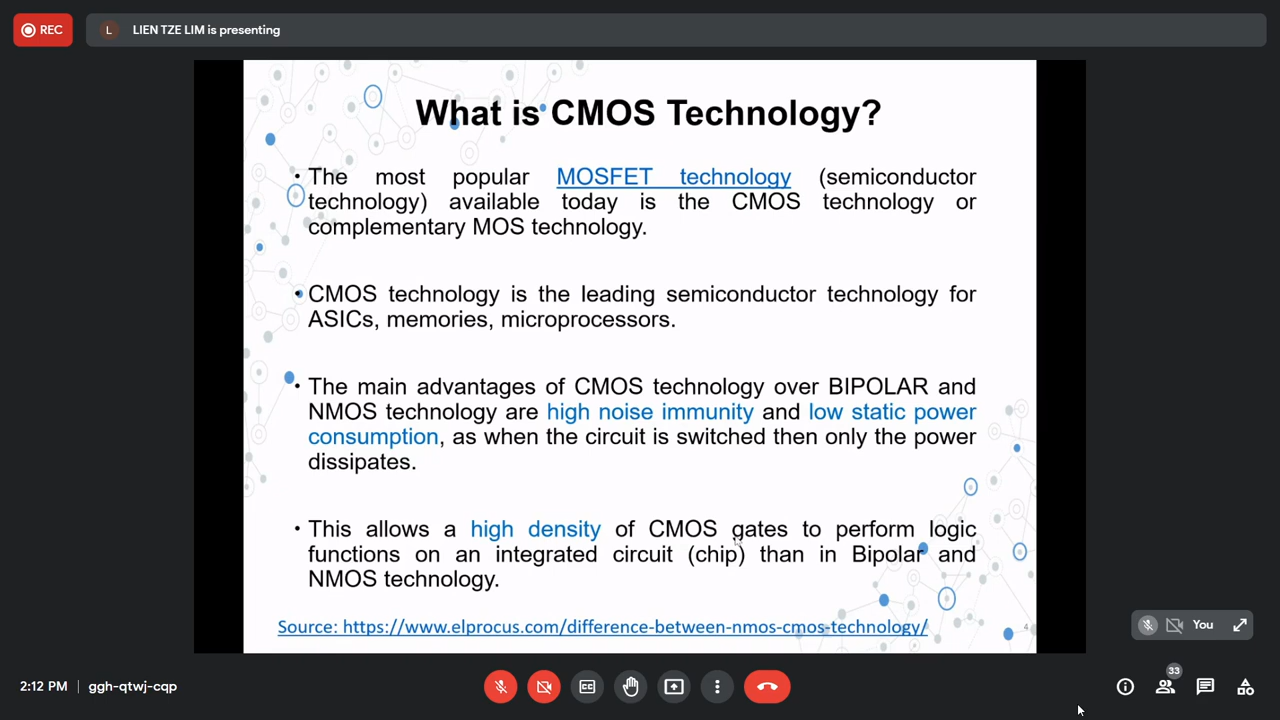 REC
L LIEN TZE LIM is presenting
What is CMOS Technology?
• The most popular MOSFET technology (semiconductor
technology) available today is the CMOS technology or
complementary MOS technology.
• CMOS technology is the leading semiconductor technology for
ASICs, memories, microprocessors.
• The main advantages of CMOS technology over BIPOLAR and
NMOS technology are high noise immunity and low static power
consumption, as when the circuit is switched then only the power
dissipates.
• This allows a high density of CMOS gates to perform logic
functions on an integrated circuit (chip) than in Bipolar and
NMOS technology.
Source: https://www.elprocus.com/difference-between-nmos-cmos-technology/
4
You
2:12 PM | ggh-qtwj-cqp
33